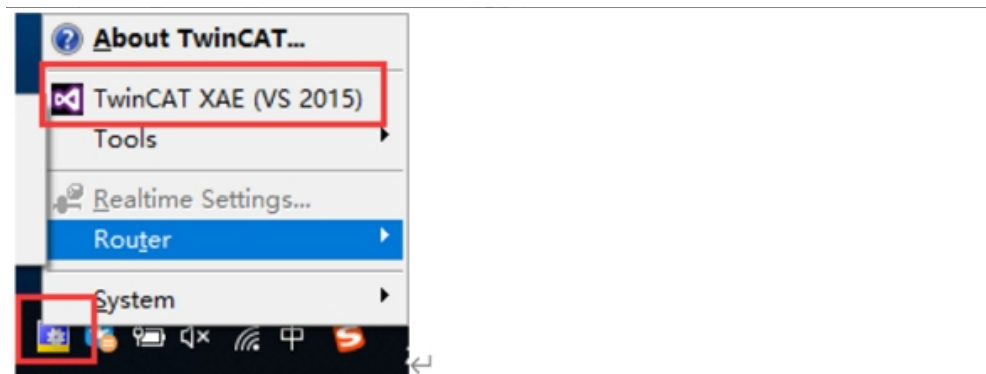 About TwinCAT...
TwinCAT XAE (VS 2015)
Tools
Realtime Settings...
Router
System
中